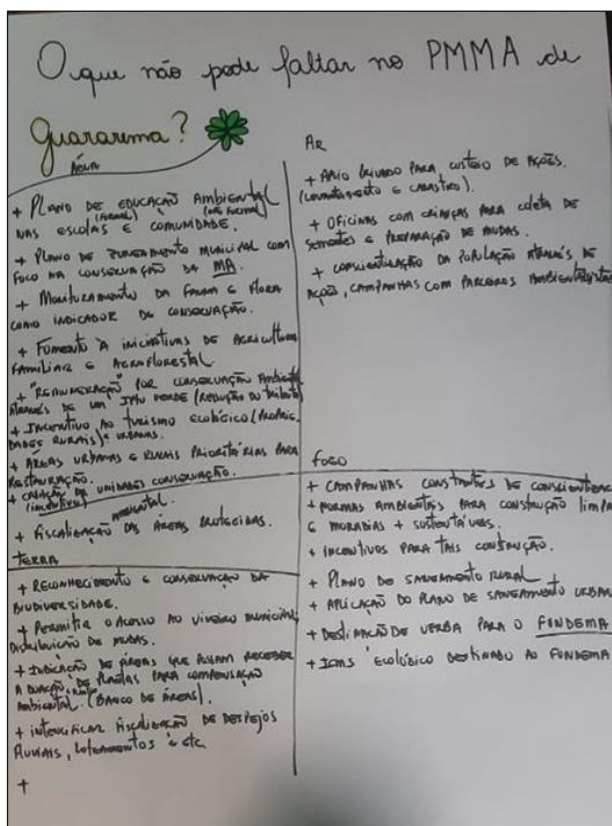 O que não pode faltar no PMMA de
Guararema?
ÁGUA
+ PLANO DE EDUCAÇÃO AMBIENTAL
(FORMAL) (NÃO FORMAL)
NAS ESCOLAS E COMUNIDADE.
+ PLANO DE ZONEAMENTO MUNICIPAL COM
FOCO NA CONSERVAÇÃO DA MA.
+ MONITORAMENTO DA FAUNA E FLORA
COMO INDICADOR DE CONSERVAÇÃO.
+ FOMENTO À INICIATIVAS DE AGRICULTURA
FAMILIAR E AGROFLORESTAL.
+ "REMUNERAÇÃO" POR CONSERVAÇÃO AMBIENTAL
ATRAVÉS DE UM IPTU VERDE (REDUÇÃO DO TRIBUTO)
+ INCENTIVO AO TURISMO ECOLÓGICO (PROPRIE
DADES RURAIS) E URBANAS.
+ ÁREAS URBANAS E RURAIS PRIORITÁRIAS PARA
RESTAURAÇÃO.
+ CRIAÇÃO DE UNIDADES CONSERVAÇÃO.
(INCENTIVO)
AMBIENTAL
+ FISCALIZAÇÃO DAS ÁREAS PROTEGIDAS.
TERRA
+ RECONHECIMENTO E CONSERVAÇÃO DA
BIODIVERSIDADE.
+ PERMITIR O ACESSO AO VIVEIRO MUNICIPAL,
DISTRIBUIÇÃO DE MUDAS.
+ INDICAÇÃO DE ÁREAS QUE POSSAM RECEBER
A DOAÇÃO, DE PLANTAS PARA COMPENSAÇÃO
AMBIENTAL. (BANCO DE ÁREAS).
+ INTENSIFICAR FISCALIZAÇÃO DE DESPEJOS
FLUVIAIS, LOTEAMENTOS E ETC
+
AR
+ APOIO PRIVADO PARA CUSTEIO DE AÇÕES.
(LEVANTAMENTO E CADASTRO).
+ OFICINAS COM CRIANÇAS PARA COLETA DE
SEMENTES E PREPARAÇÃO DE MUDAS.
+ CONSCIENTIZAÇÃO DA POPULAÇÃO ATRAVÉS DE
AÇÕES, CAMPANHAS COM PARCEIROS AMBIENTALISTAS
FOGO
+ CAMPANHAS CONSTANTES DE CONSCIENTIZAÇÃO
+ NORMAS AMBIENTAIS PARA CONSTRUÇÃO LIMPA
E MORADIAS + SUSTENTÁVEIS.
+ INCENTIVOS PARA TAIS CONSTRUÇÃO.
+ PLANO DE SANEAMENTO RURAL
+ APLICAÇÃO DO PLANO DE SANEAMENTO URBANO
+ DESTINAÇÃO DE VERBA PARA O FUNDEMA
+ ICMS ECOLÓGICO DESTINADO AO FUNDEMA